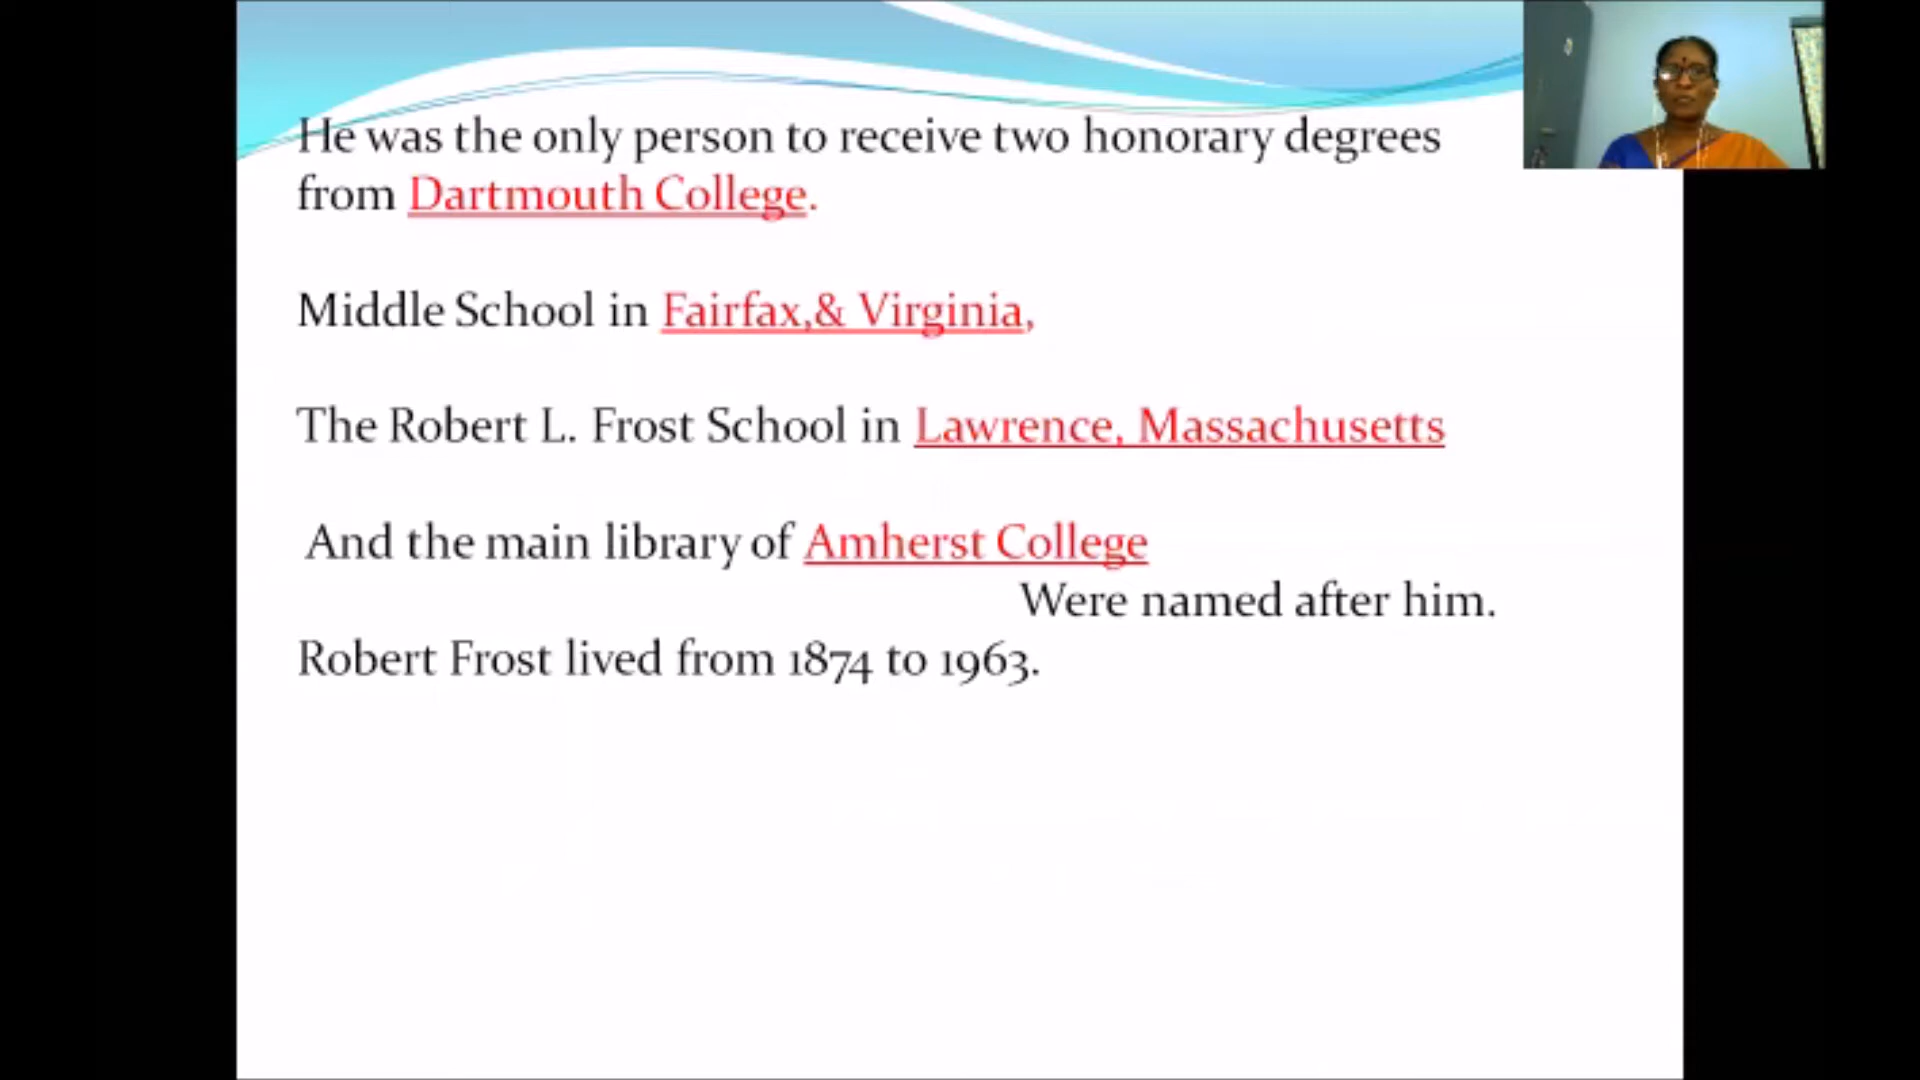 He was the only person to receive two honorary degrees
from Dartmouth College.
Middle School in Fairfax,& Virginia,
The Robert L. Frost School in Lawrence, Massachusetts
And the main library of Amherst College
Were named after him.
Robert Frost lived from 1874 to 1963.